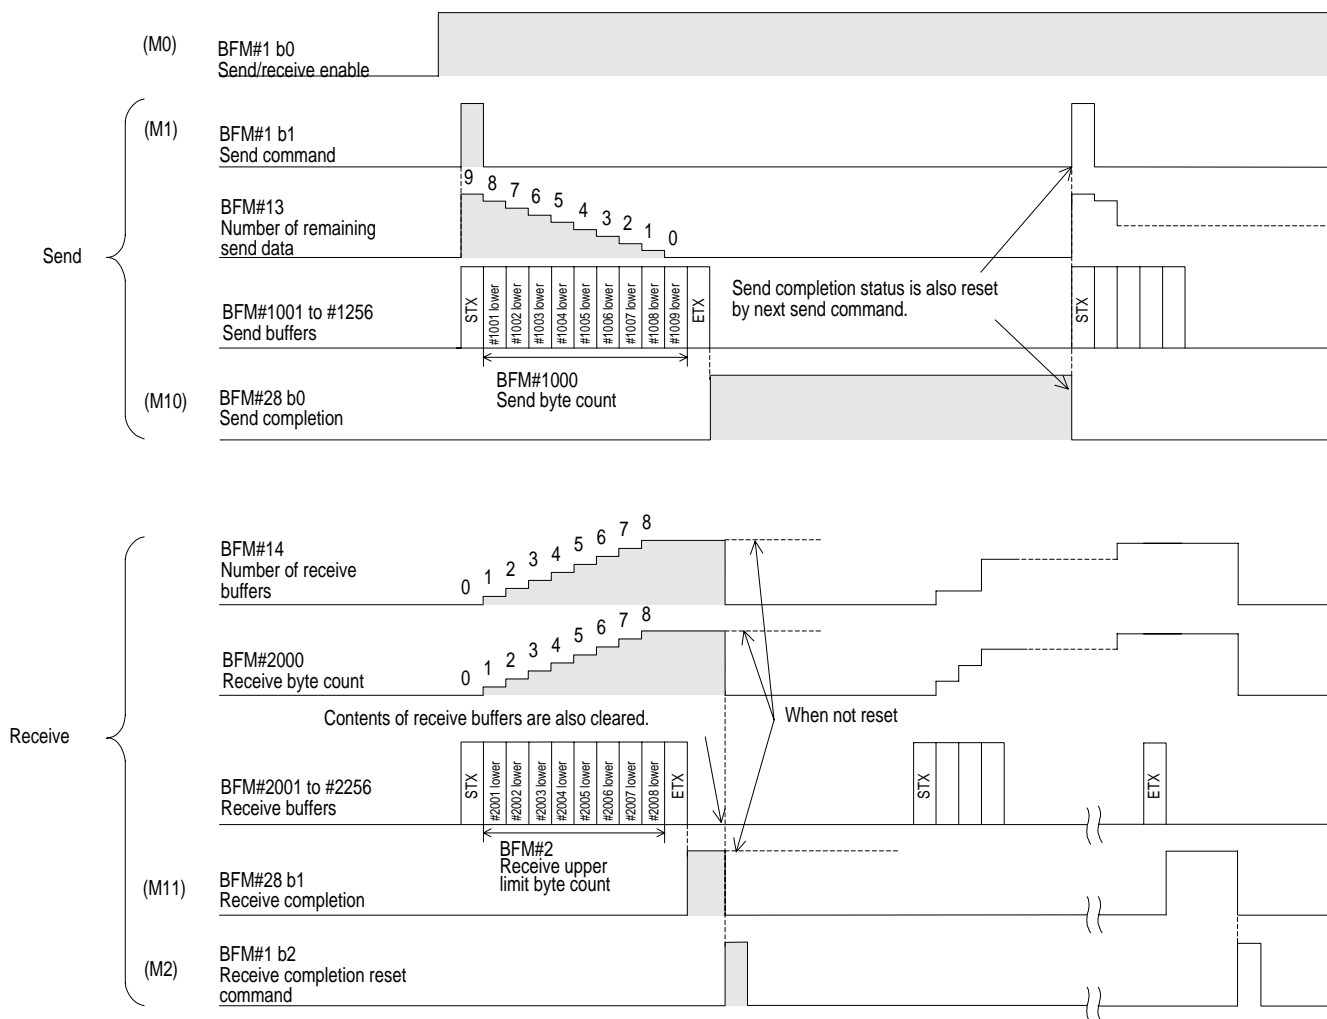 (M0)
BFM#1 b0
Send/receive enable
Send
(M1)
BFM#1 b1
Send command
9 8 7 6 5 4 3 2 1 0
BFM#13
Number of remaining
send data
BFM#1001 to #1256
Send buffers
STX
#1001 lower
#1002 lower
#1003 lower
#1004 lower
#1005 lower
#1006 lower
#1007 lower
#1008 lower
#1009 lower
ETX
Send completion status is also reset
by next send command.
STX
BFM#1000
Send byte count
(M10)
BFM#28 b0
Send completion
Receive
BFM#14
Number of receive
buffers
0 1 2 3 4 5 6 7 8
BFM#2000
Receive byte count
0 1 2 3 4 5 6 7 8
Contents of receive buffers are also cleared.
When not reset
BFM#2001 to #2256
Receive buffers
STX
#2001 lower
#2002 lower
#2003 lower
#2004 lower
#2005 lower
#2006 lower
#2007 lower
#2008 lower
ETX
STX
ETX
BFM#2
Receive upper
limit byte count
(M11)
BFM#28 b1
Receive completion
(M2)
BFM#1 b2
Receive completion reset
command